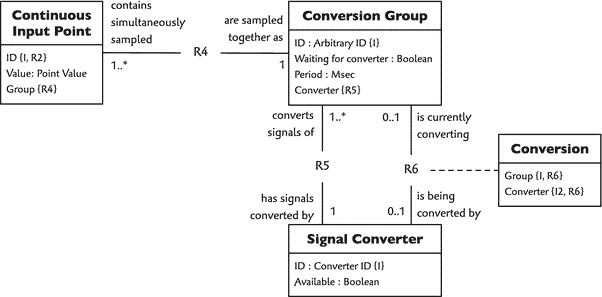 Continuous
Input Point
ID {I, R2}
Value: Point Value
Group {R4}
contains
simultaneously
sampled
1..*
R4
are sampled
together as
1
Conversion Group
ID : Arbitrary ID {I}
Waiting for converter : Boolean
Period : Msec
Converter {R5}
converts
signals of
1..*
0..1
is currently
converting
R5
R6
Conversion
Group {I, R6}
Converter {I2, R6}
has signals
converted by
1
0..1
is being
converted by
Signal Converter
ID : Converter ID {I}
Available : Boolean